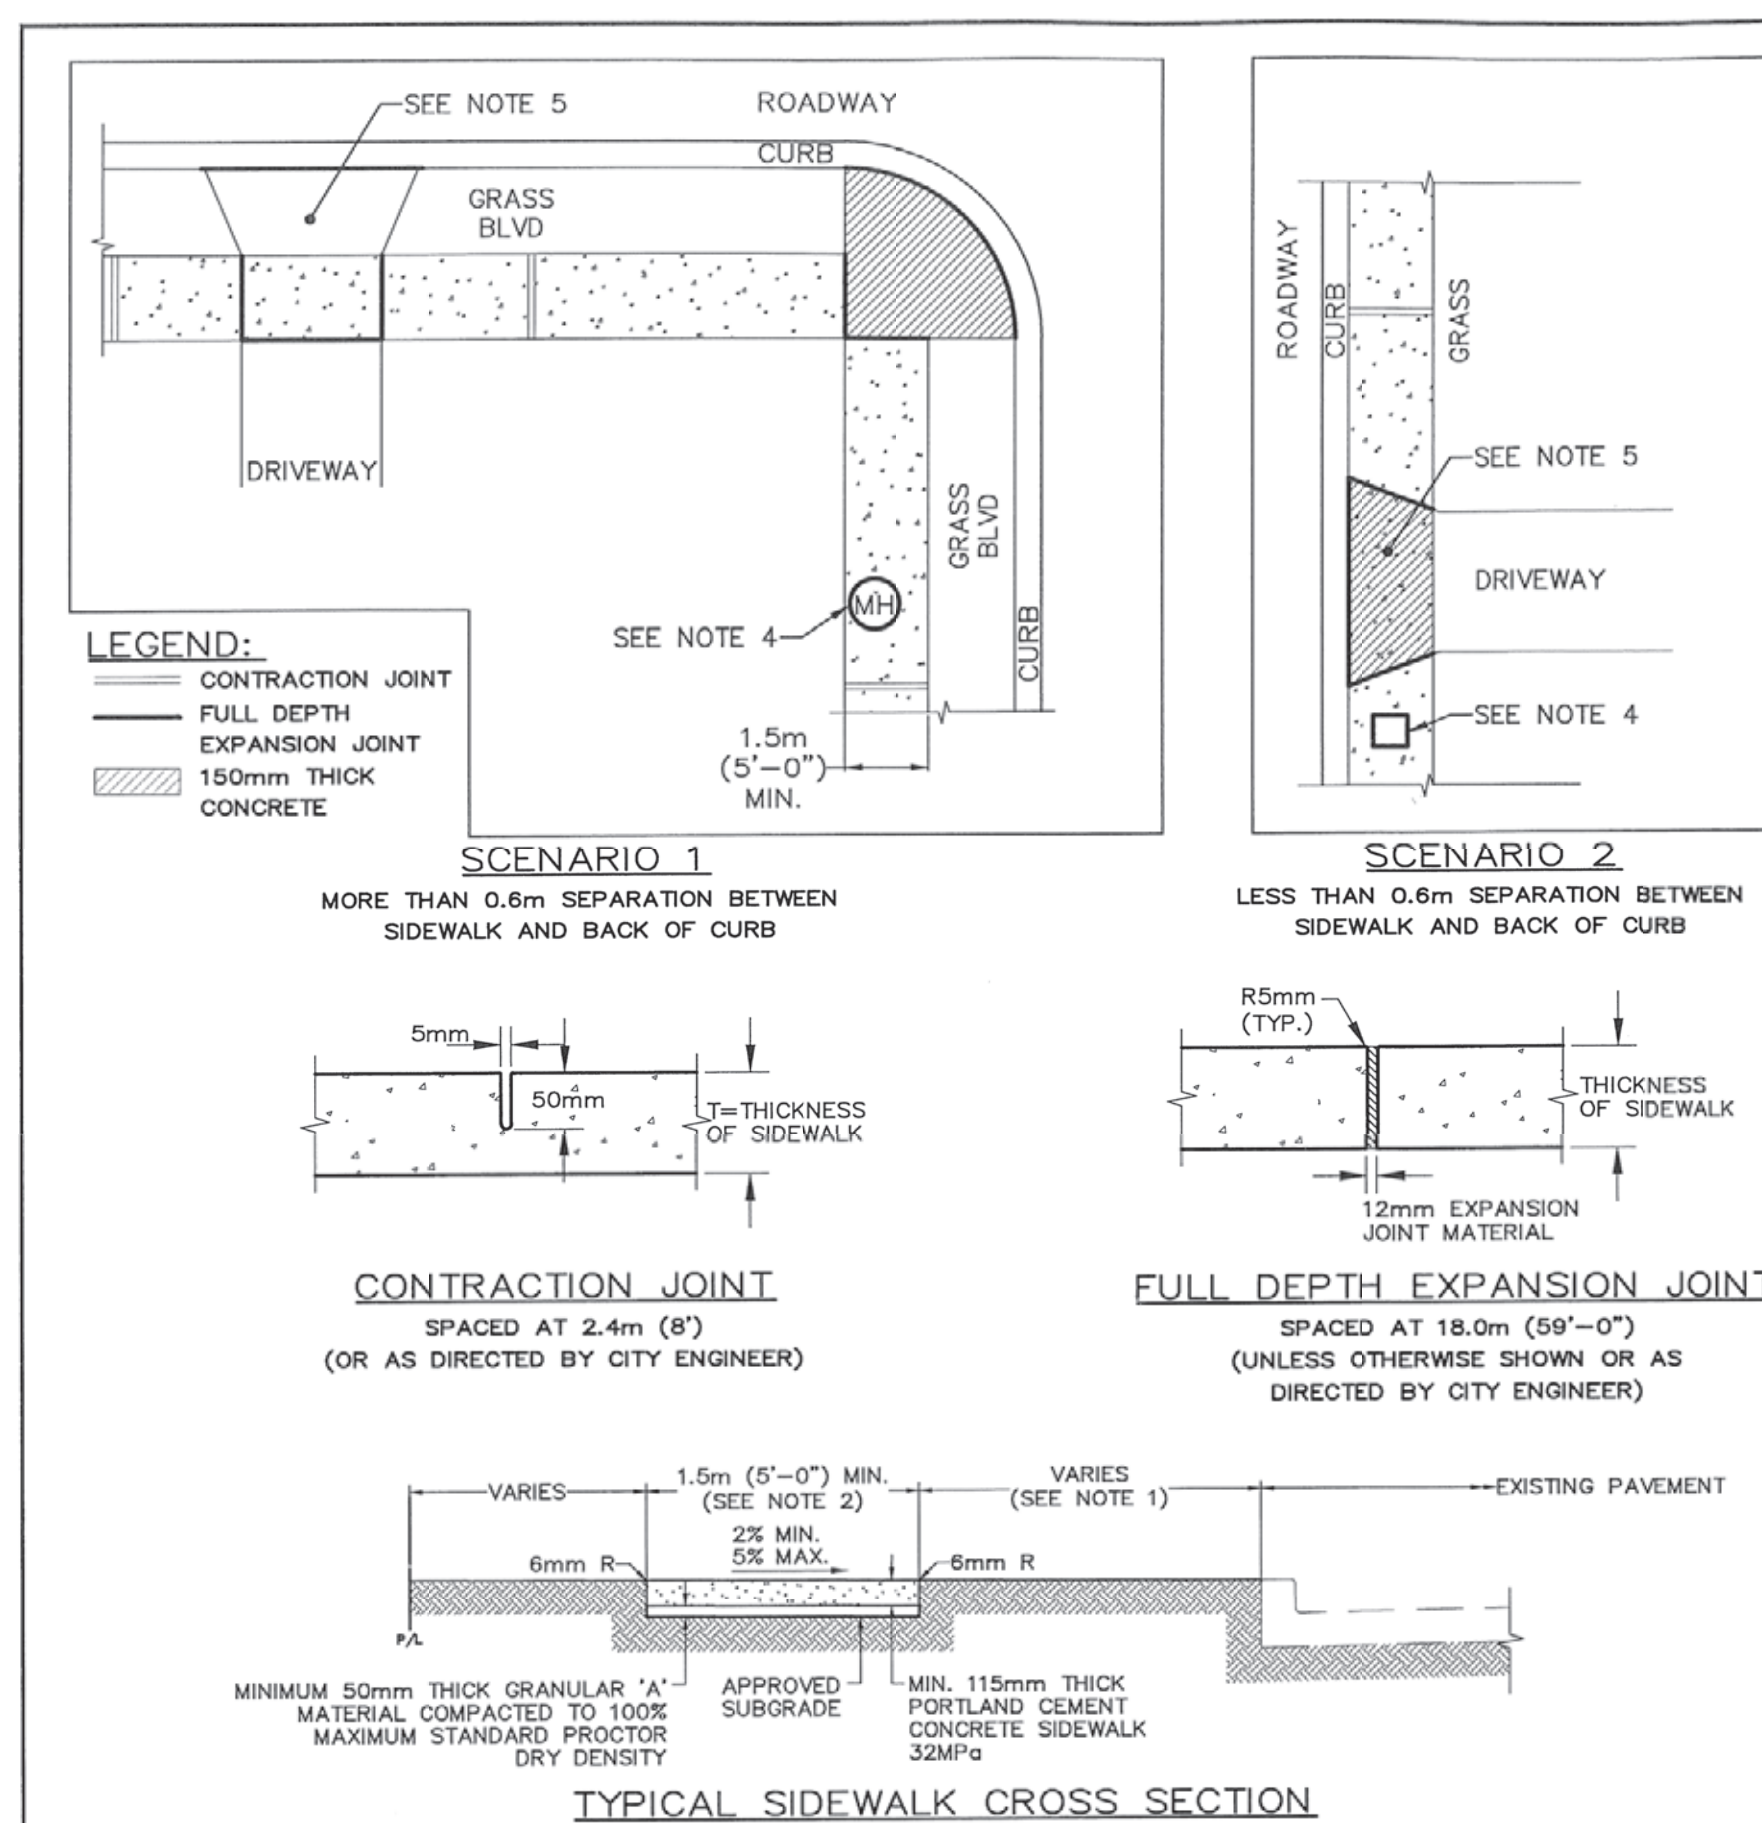 SEE NOTE 5
ROADWAY
CURB
GRASS
BLVD
DRIVEWAY
GRASS
BLVD
MH
SEE NOTE 4
CURB
1.5m
(5'-0")
MIN.
LEGEND:
CONTRACTION JOINT
FULL DEPTH
EXPANSION JOINT
150mm THICK
CONCRETE
SCENARIO 1
MORE THAN 0.6m SEPARATION BETWEEN
SIDEWALK AND BACK OF CURB
ROADWAY
CURB
GRASS
SEE NOTE 5
DRIVEWAY
SEE NOTE 4
SCENARIO 2
LESS THAN 0.6m SEPARATION BETWEEN
SIDEWALK AND BACK OF CURB
5mm
50mm
T=THICKNESS
OF SIDEWALK
CONTRACTION JOINT
SPACED AT 2.4m (8')
(OR AS DIRECTED BY CITY ENGINEER)
R5mm
(TYP.)
THICKNESS
OF SIDEWALK
12mm EXPANSION
JOINT MATERIAL
FULL DEPTH EXPANSION JOINT
SPACED AT 18.0m (59'-0")
(UNLESS OTHERWISE SHOWN OR AS
DIRECTED BY CITY ENGINEER)
VARIES
1.5m (5'-0") MIN.
(SEE NOTE 2)
VARIES
(SEE NOTE 1)
EXISTING PAVEMENT
2% MIN.
5% MAX.
6mm R
6mm R
P/L
MINIMUM 50mm THICK GRANULAR 'A'
MATERIAL COMPACTED TO 100%
MAXIMUM STANDARD PROCTOR
DRY DENSITY
APPROVED
SUBGRADE
MIN. 115mm THICK
PORTLAND CEMENT
CONCRETE SIDEWALK
32MPa
TYPICAL SIDEWALK CROSS SECTION